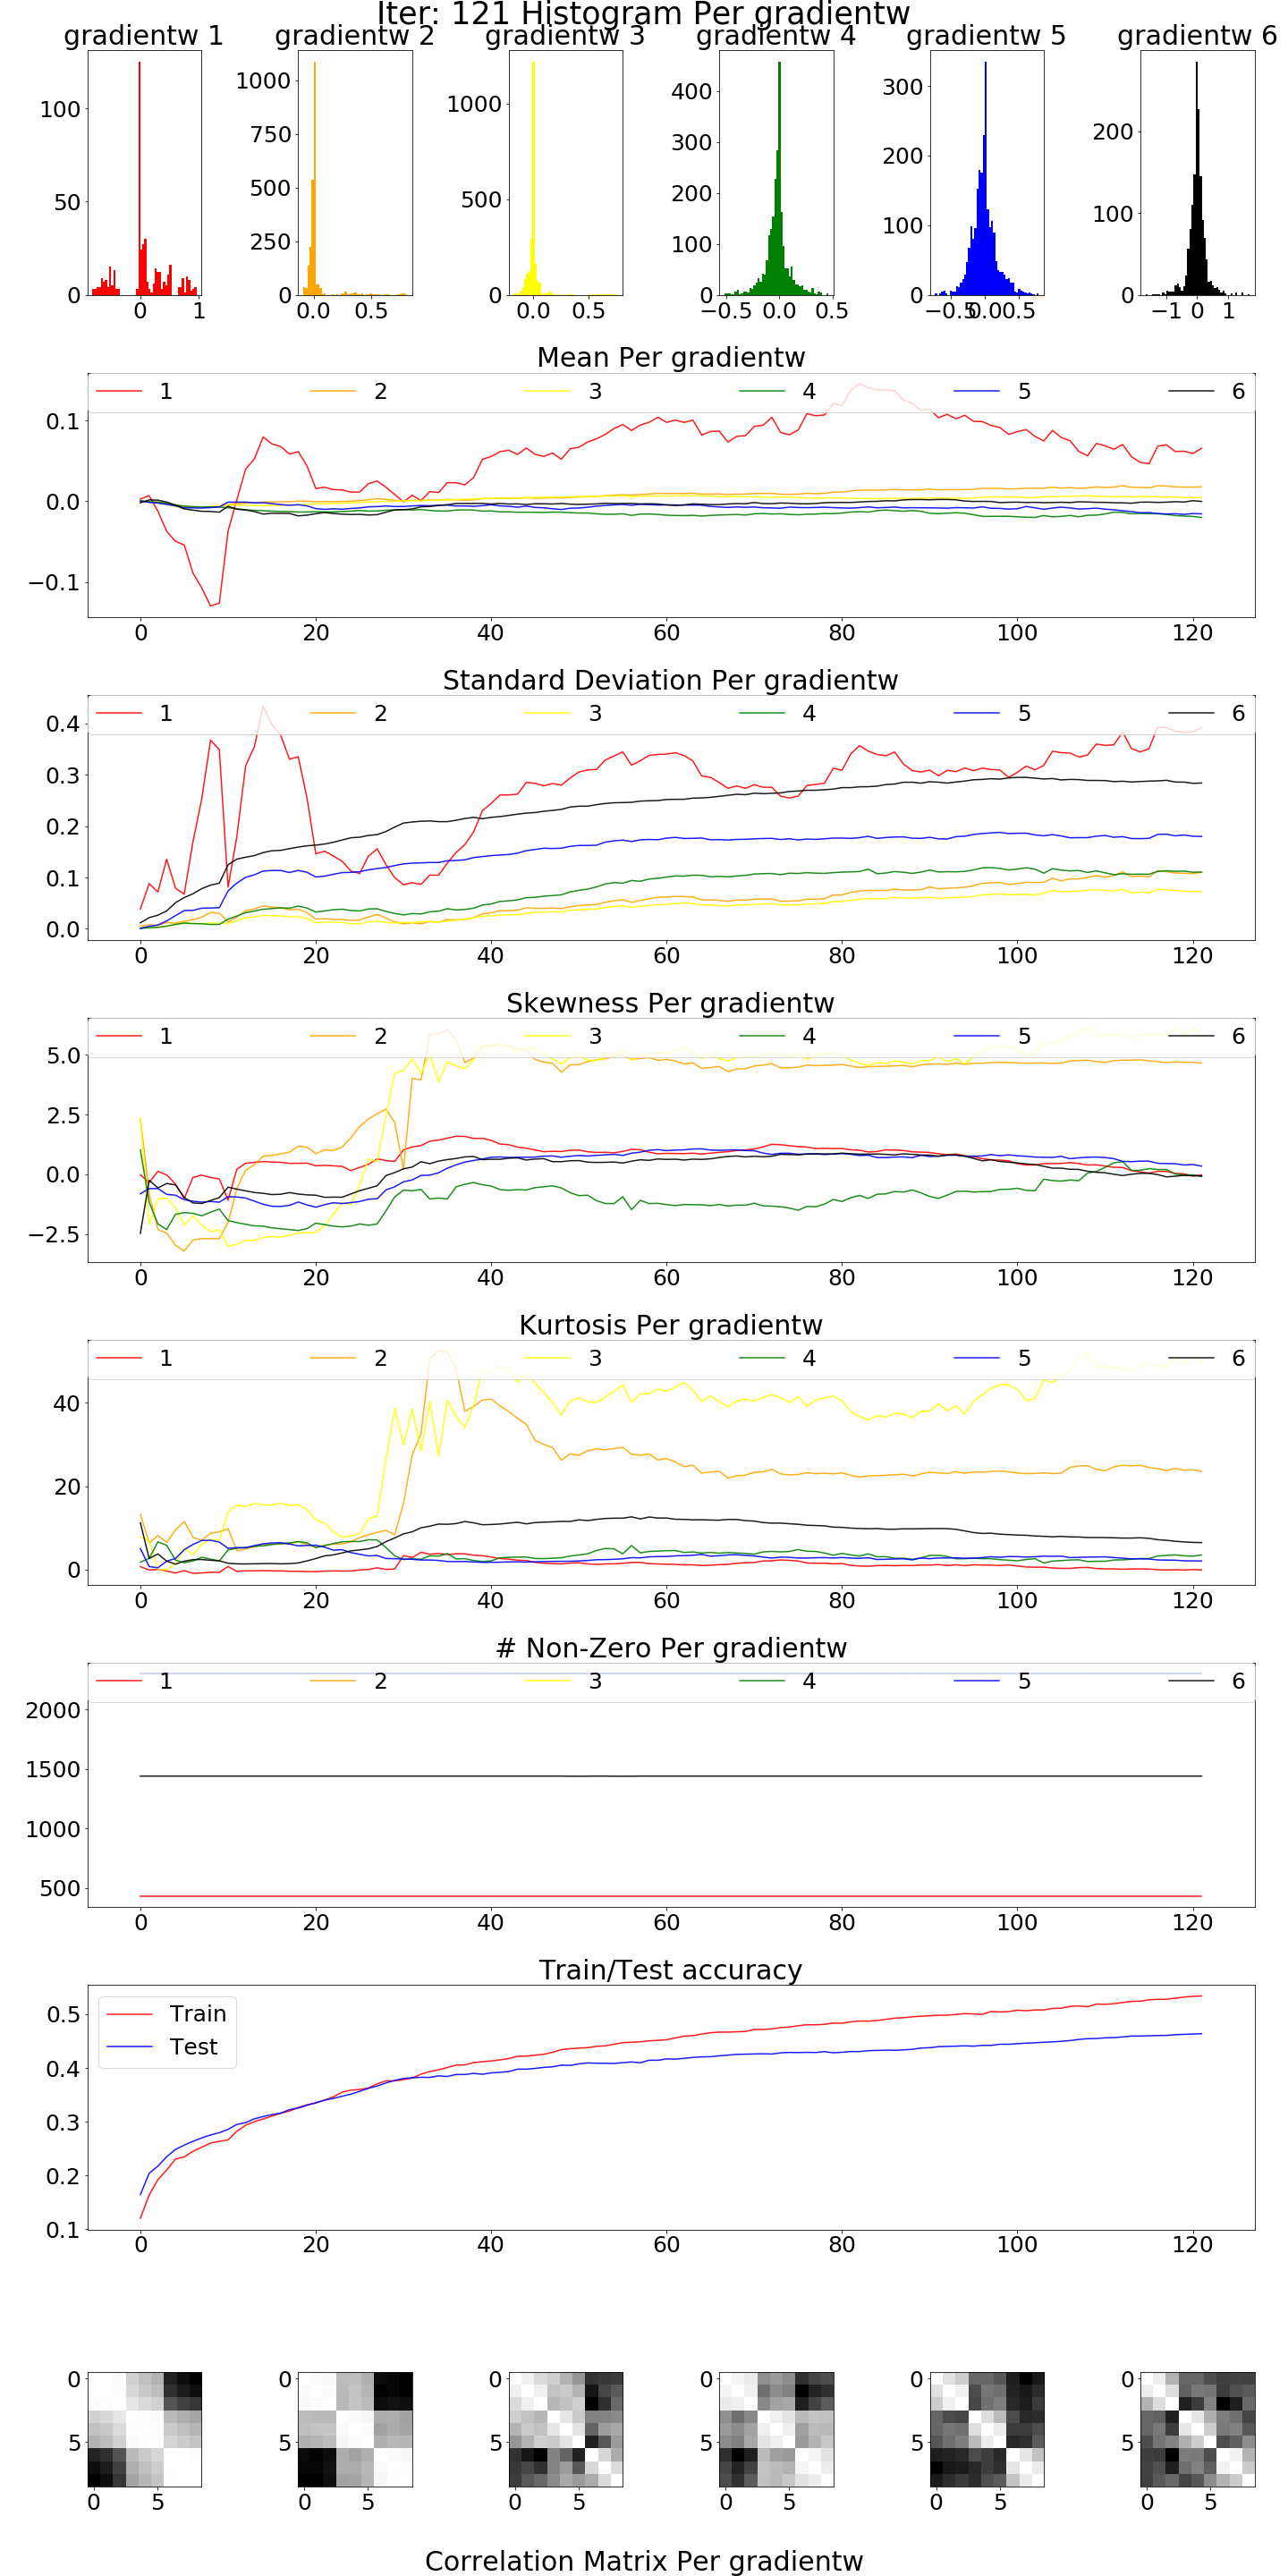 Iter: 121 Histogram Per gradientw
gradientw 1 gradientw 2 gradientw 3 gradientw 4 gradientw 5 gradientw 6
100
50
0
0 1
1000
750
500
250
0
0.0 0.5
1000
500
0
0.0 0.5
400
300
200
100
0
−0.5 0.0 0.5
300
200
100
0
−0.5 0.0 0.5
200
100
0
−1 0 1
Mean Per gradientw
1 2 3 4 5 6
0.1
0.0
−0.1
0 20 40 60 80 100 120
Standard Deviation Per gradientw
1 2 3 4 5 6
0.4
0.3
0.2
0.1
0.0
0 20 40 60 80 100 120
Skewness Per gradientw
1 2 3 4 5 6
5.0
2.5
0.0
−2.5
0 20 40 60 80 100 120
Kurtosis Per gradientw
1 2 3 4 5 6
40
20
0
0 20 40 60 80 100 120
# Non-Zero Per gradientw
1 2 3 4 5 6
2000
1500
1000
500
0 20 40 60 80 100 120
Train/Test accuracy
Train
Test
0.5
0.4
0.3
0.2
0.1
0 20 40 60 80 100 120
0 0 0 0 0 0
5 5 5 5 5 5
0 5 0 5 0 5 0 5 0 5 0 5
Correlation Matrix Per gradientw